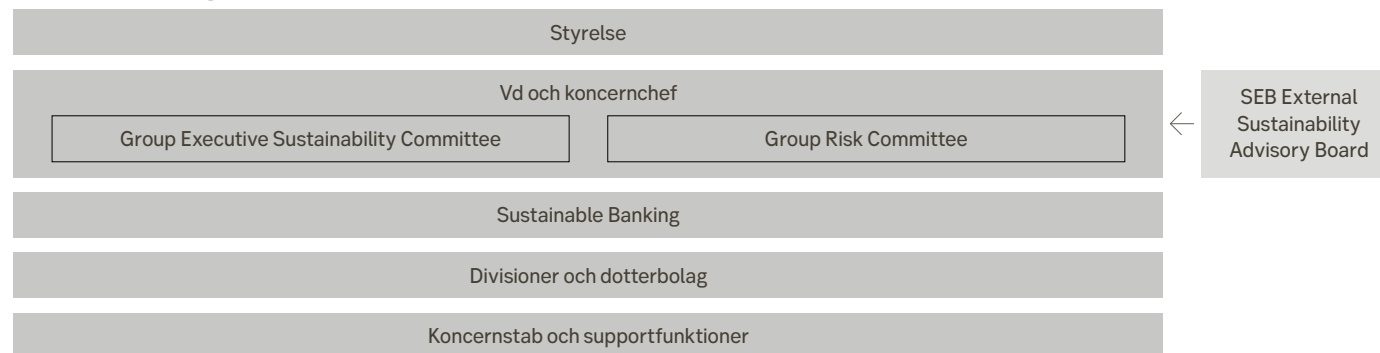 Styrelse
Vd och koncernchef
Group Executive Sustainability Committee
Group Risk Committee
SEB External
Sustainability
Advisory Board
Sustainable Banking
Divisioner och dotterbolag
Koncernstab och supportfunktioner